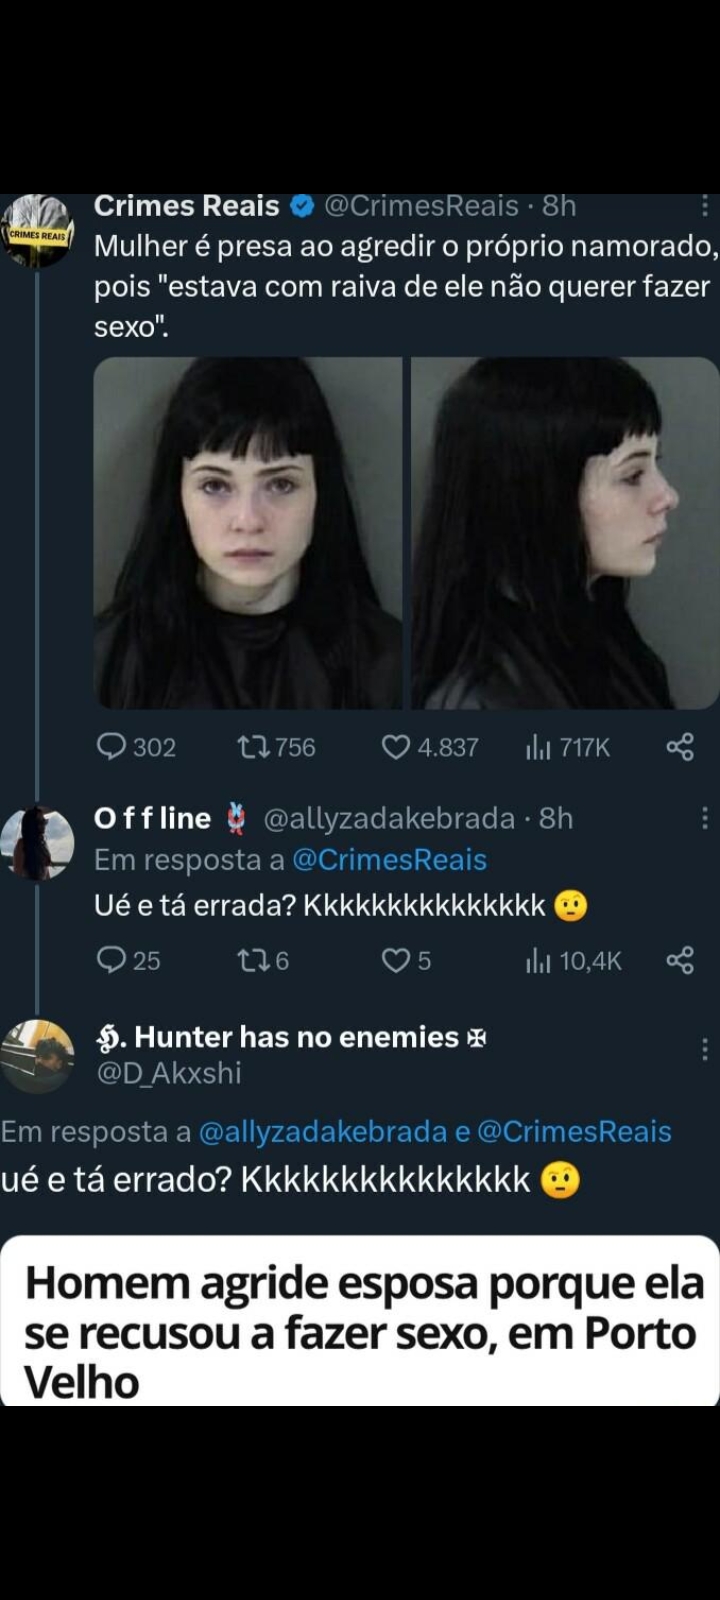 CRIMES REAIS
Crimes Reais @CrimesReais · 8h
Mulher é presa ao agredir o próprio namorado,
pois "estava com raiva de ele não querer fazer
sexo".
302 756 4.837 717K
O f f line @allyzadakebrada · 8h
Em resposta a @CrimesReais
Ué e tá errada? Kkkkkkkkkkkkkkk 🤨
25 6 5 10,4K
ℌ. Hunter has no enemies ✠
@D_Akxshi
Em resposta a @allyzadakebrada e @CrimesReais
ué e tá errado? Kkkkkkkkkkkkkkkk 🤨
Homem agride esposa porque ela
se recusou a fazer sexo, em Porto
Velho